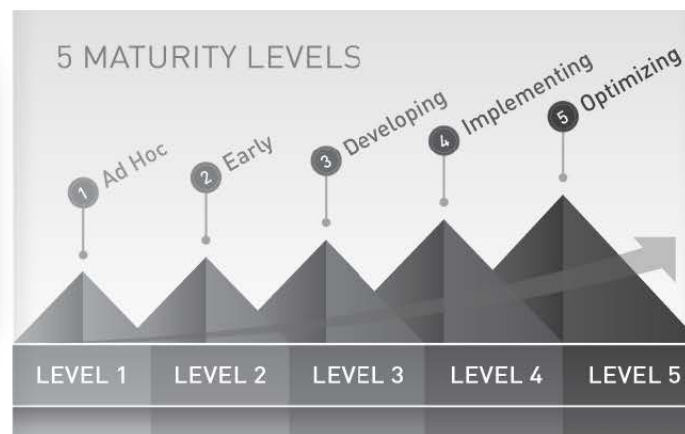 5 MATURITY LEVELS
1 Ad Hoc
2 Early
3 Developing
4 Implementing
5 Optimizing
LEVEL 1
LEVEL 2
LEVEL 3
LEVEL 4
LEVEL 5